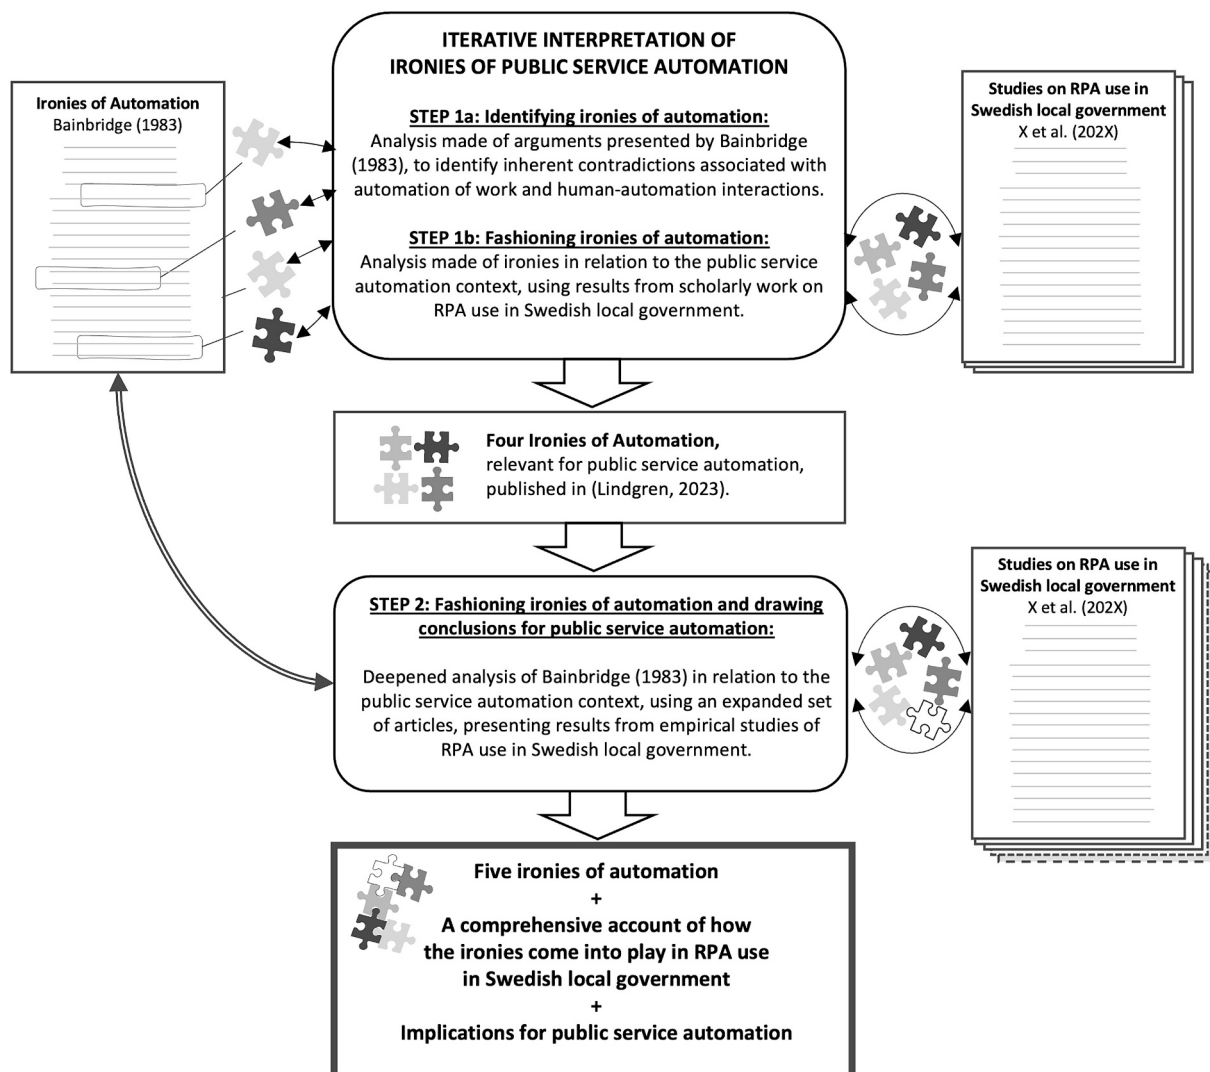 ITERATIVE INTERPRETATION OF
IRONIES OF PUBLIC SERVICE AUTOMATION
Ironies of Automation
Bainbridge (1983)
STEP 1a: Identifying ironies of automation:
Analysis made of arguments presented by Bainbridge
(1983), to identify inherent contradictions associated with
automation of work and human-automation interactions.
STEP 1b: Fashioning ironies of automation:
Analysis made of ironies in relation to the public service
automation context, using results from scholarly work on
RPA use in Swedish local government.
Studies on RPA use in
Swedish local government
X et al. (202X)
Four Ironies of Automation,
relevant for public service automation,
published in (Lindgren, 2023).
STEP 2: Fashioning ironies of automation and drawing
conclusions for public service automation:
Deepened analysis of Bainbridge (1983) in relation to the
public service automation context, using an expanded set
of articles, presenting results from empirical studies of
RPA use in Swedish local government.
Studies on RPA use in
Swedish local government
X et al. (202X)
Five ironies of automation
+
A comprehensive account of how
the ironies come into play in RPA use
in Swedish local government
+
Implications for public service automation